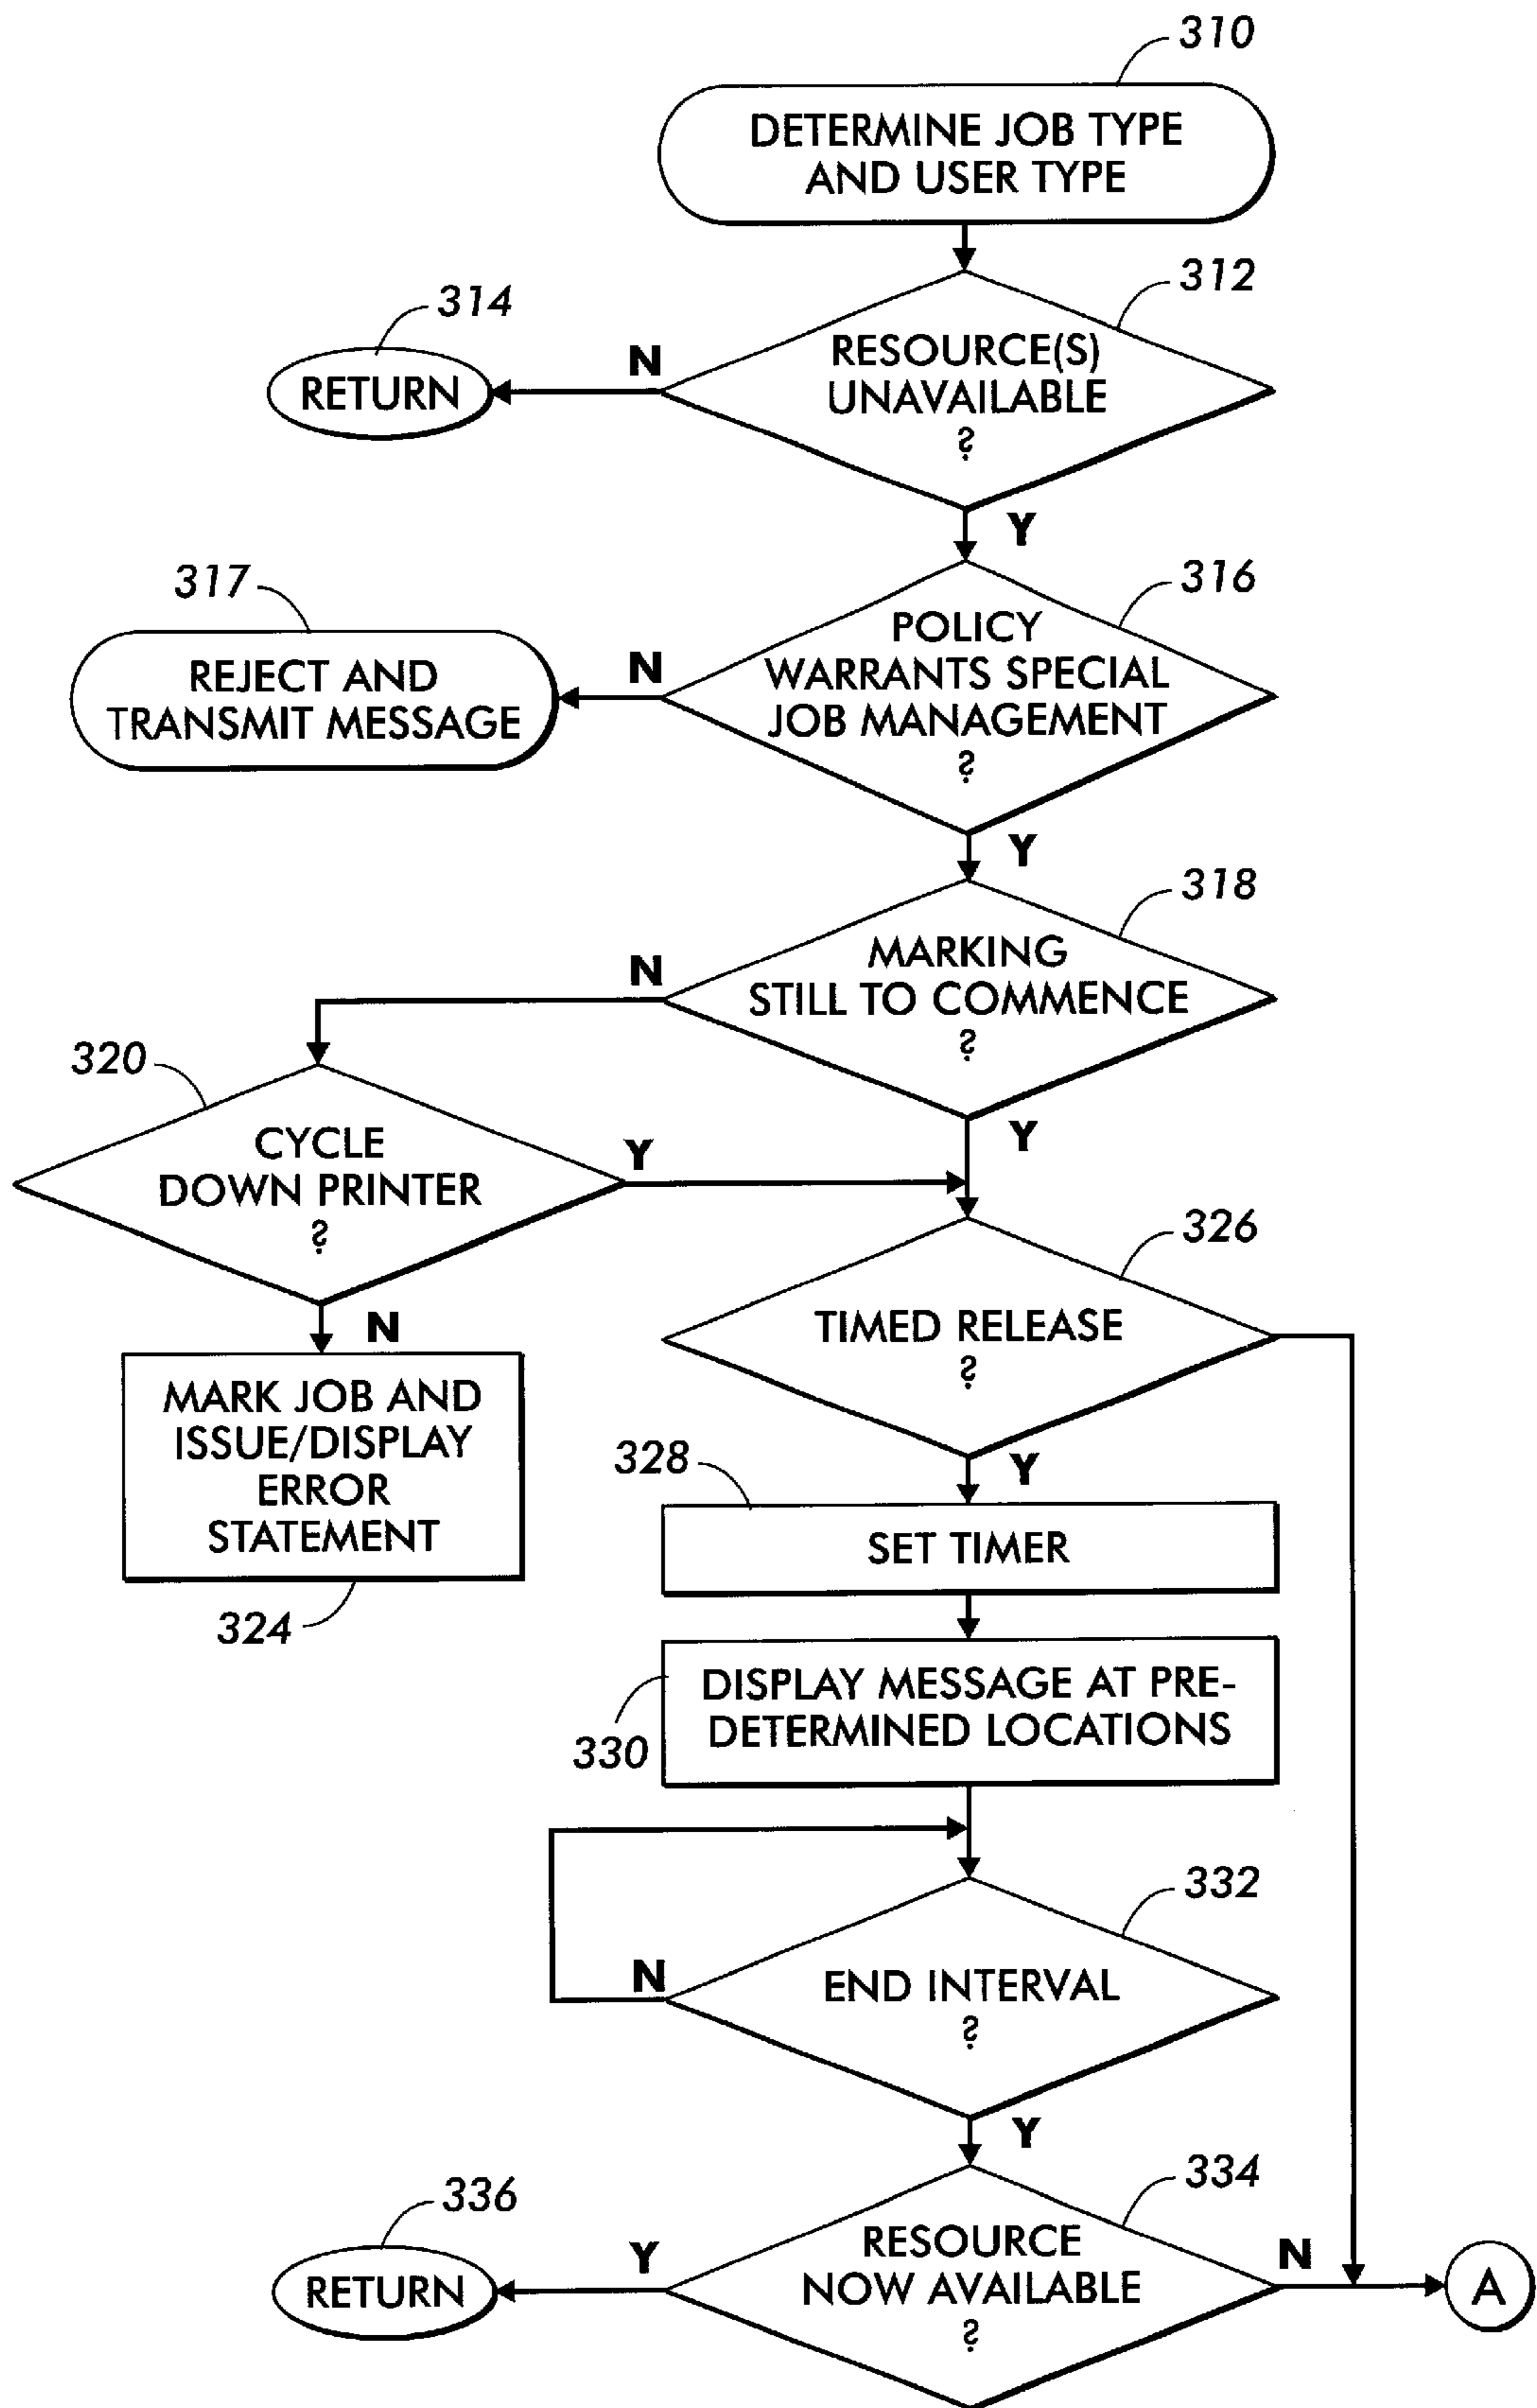 310
DETERMINE JOB TYPE
AND USER TYPE
312
314
RESOURCE(S)
UNAVAILABLE
?
N
RETURN
Y
316
317
POLICY
WARRANTS SPECIAL
JOB MANAGEMENT
?
N
REJECT AND
TRANSMIT MESSAGE
Y
318
MARKING
STILL TO COMMENCE
?
N
Y
320
CYCLE
DOWN PRINTER
?
Y
N
326
TIMED RELEASE
?
MARK JOB AND
ISSUE/DISPLAY
ERROR
STATEMENT
324
Y
328
SET TIMER
DISPLAY MESSAGE AT PRE-
DETERMINED LOCATIONS
330
332
N
END INTERVAL
?
Y
334
336
RESOURCE
NOW AVAILABLE
?
Y
RETURN
N
A